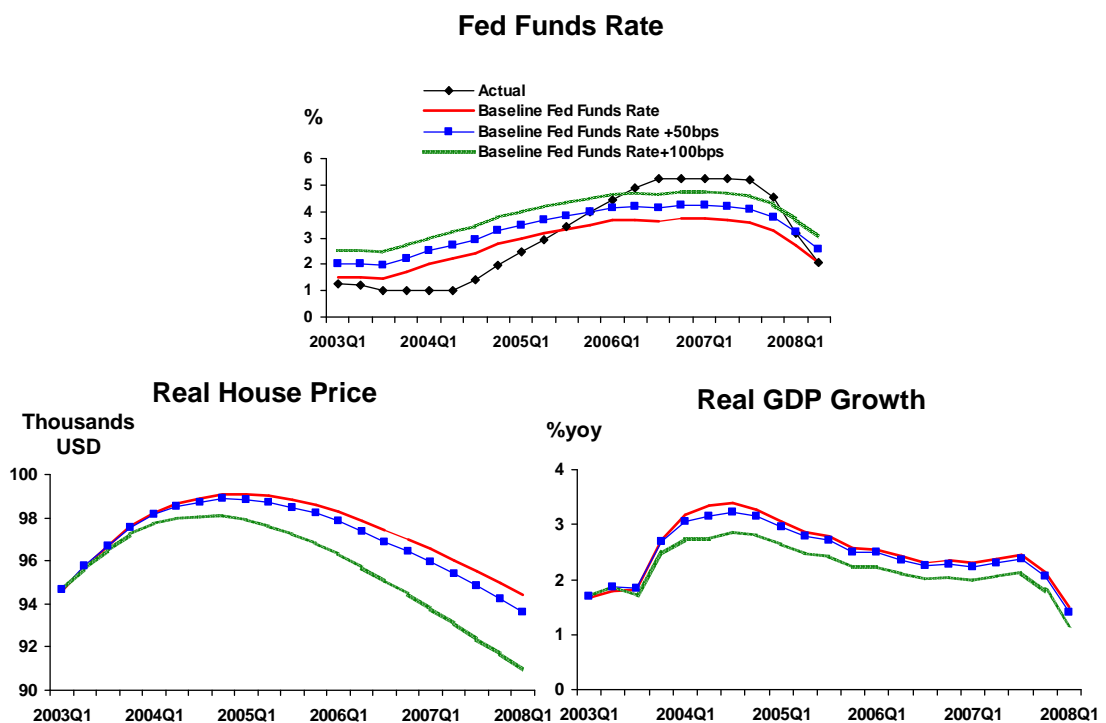 Fed Funds Rate
Actual
Baseline Fed Funds Rate
Baseline Fed Funds Rate +50bps
Baseline Fed Funds Rate+100bps
%
6
5
4
3
2
1
0
2003Q1 2004Q1 2005Q1 2006Q1 2007Q1 2008Q1
Real House Price
Thousands
USD
100
98
96
94
92
90
2003Q1 2004Q1 2005Q1 2006Q1 2007Q1 2008Q1
Real GDP Growth
%yoy
4
3
2
1
0
2003Q1 2004Q1 2005Q1 2006Q1 2007Q1 2008Q1